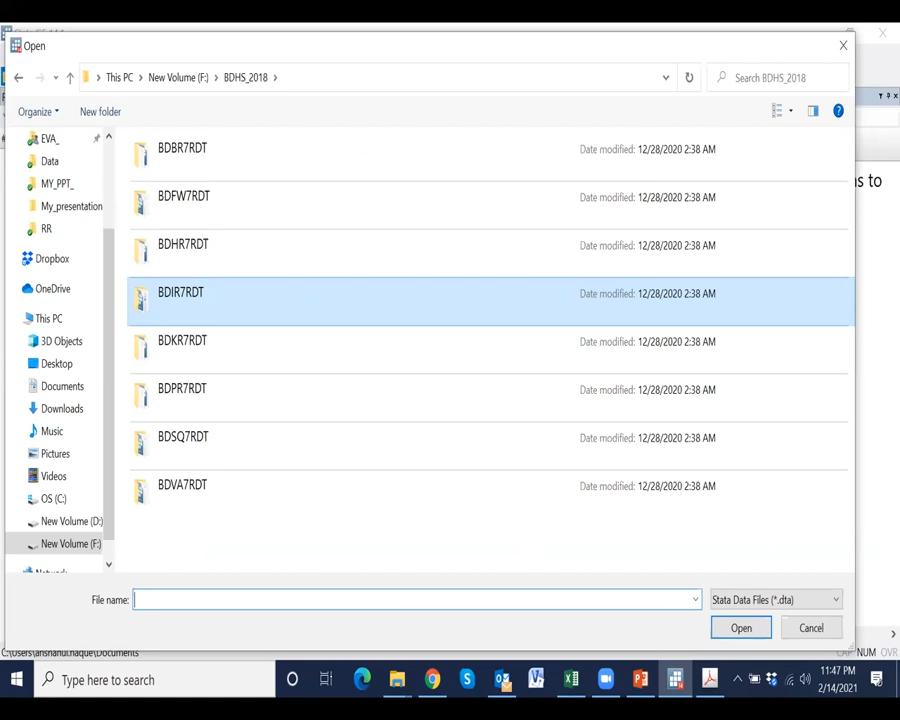 Open
This PC > New Volume (F:) > BDHS_2018 >
Search BDHS_2018
Organize
New folder
EVA_
Data
MY_PPT_
My_presentation
RR
Dropbox
OneDrive
This PC
3D Objects
Desktop
Documents
Downloads
Music
Pictures
Videos
OS (C:)
New Volume (D:)
New Volume (F:)
BDBR7RDT Date modified: 12/28/2020 2:38 AM
BDFW7RDT Date modified: 12/28/2020 2:38 AM
BDHR7RDT Date modified: 12/28/2020 2:38 AM
BDIR7RDT Date modified: 12/28/2020 2:38 AM
BDKR7RDT Date modified: 12/28/2020 2:38 AM
BDPR7RDT Date modified: 12/28/2020 2:38 AM
BDSQ7RDT Date modified: 12/28/2020 2:38 AM
BDVA7RDT Date modified: 12/28/2020 2:38 AM
to
File name:
Stata Data Files (*.dta)
Open
Cancel
CAP NUM OVR
Type here to search
11:47 PM
2/14/2021